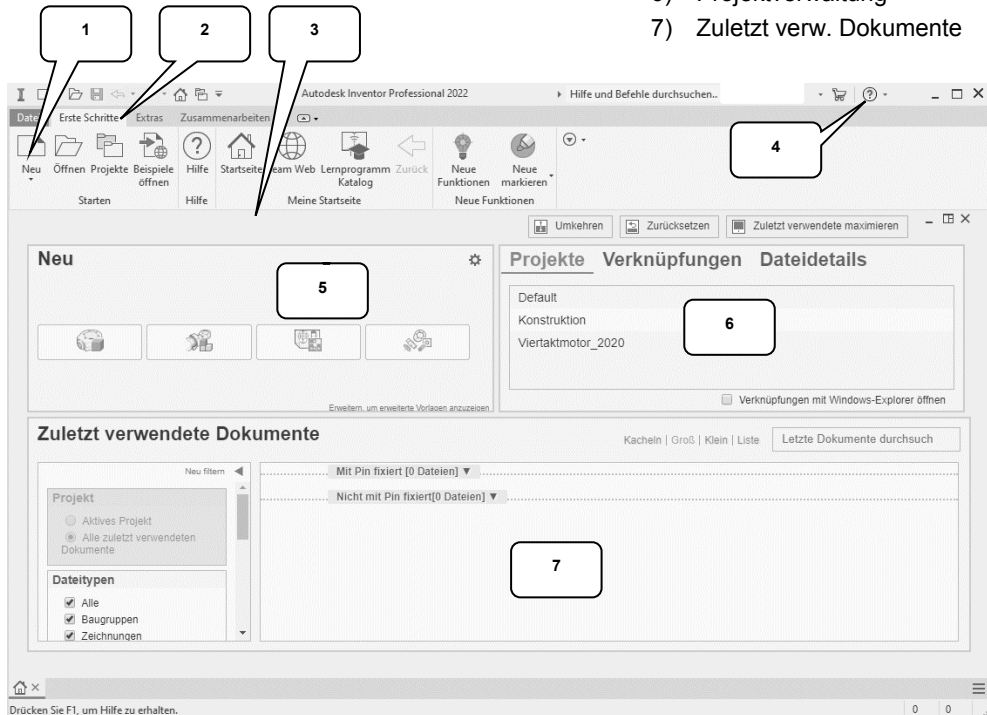 6) Projektverwaltung
7) Zuletzt verw. Dokumente
1
2
3
Autodesk Inventor Professional 2022
Hilfe und Befehle durchsuchen..
Erste Schritte
Extras
Zusammenarbeiten
4
Neu
Öffnen
Projekte
Beispiele öffnen
Hilfe
Startseite
Team Web
Lernprogramm Katalog
Zurück
Neue Funktionen
Neue markieren
Starten
Hilfe
Meine Startseite
Neue Funktionen
Umkehren
Zurücksetzen
Zuletzt verwendete maximieren
Neu
5
Erweitern, um erweiterte Vorlagen anzuzeigen
Projekte
Verknüpfungen
Dateidetails
Default
Konstruktion
Viertaktmotor_2020
6
Verknüpfungen mit Windows-Explorer öffnen
Zuletzt verwendete Dokumente
Kacheln | Groß | Klein | Liste
Letzte Dokumente durchsuch
Neu filtern
Projekt
Aktives Projekt
Alle zuletzt verwendeten
Dokumente
Dateitypen
Alle
Baugruppen
Zeichnungen
Mit Pin fixiert [0 Dateien]
Nicht mit Pin fixiert[0 Dateien]
7
Drücken Sie F1, um Hilfe zu erhalten.
0 0